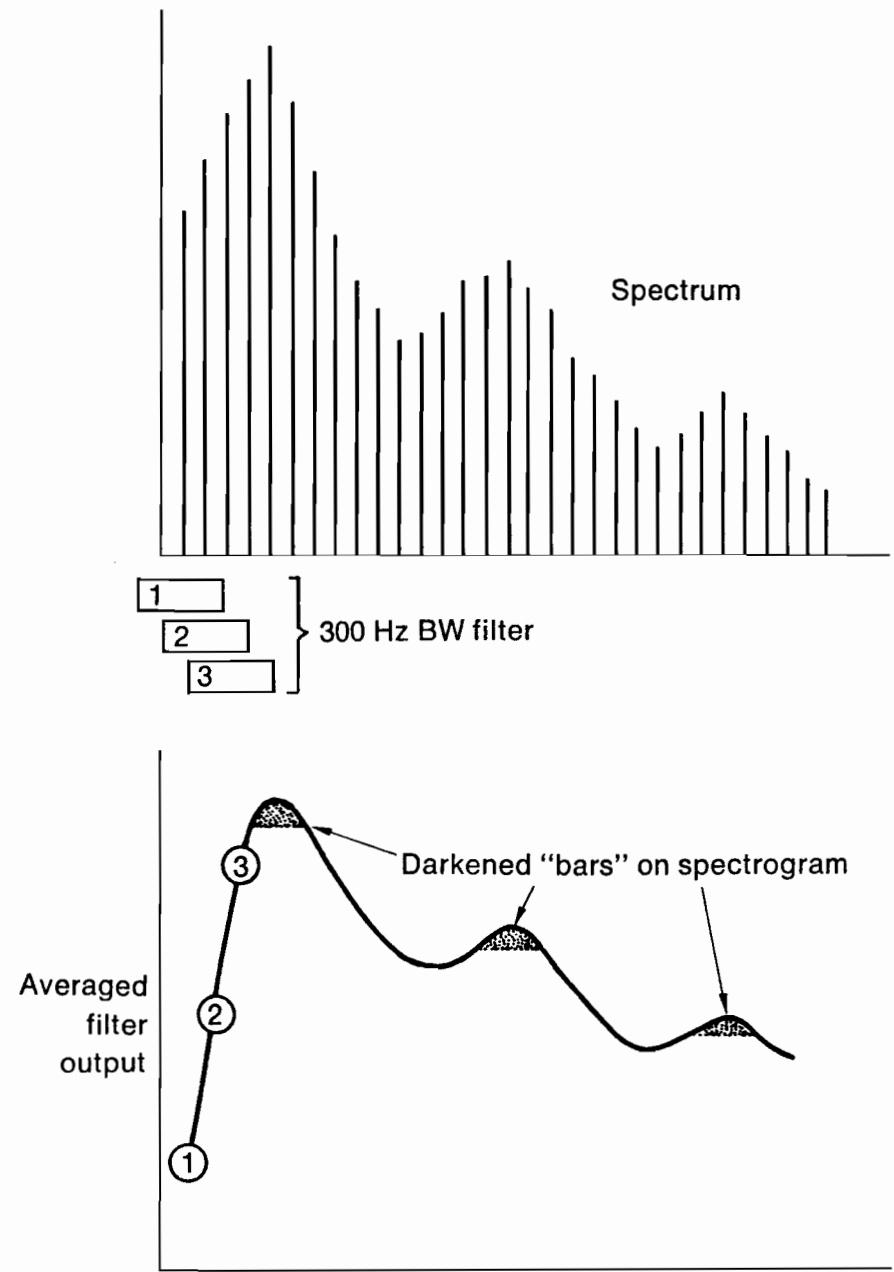 Spectrum
1
2
3
300 Hz BW filter
3
Darkened “bars” on spectrogram
Averaged
filter
output
2
1